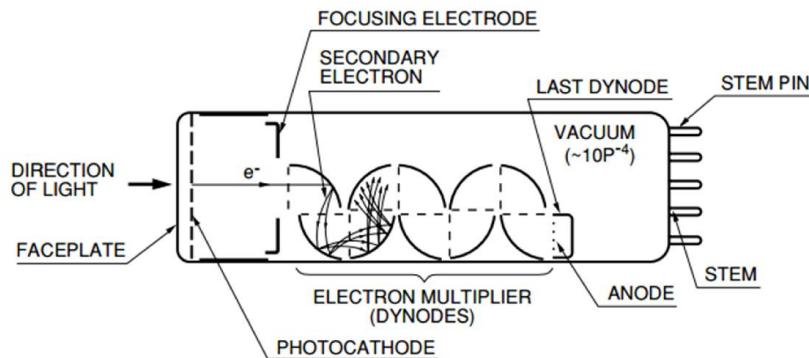 FOCUSING ELECTRODE
SECONDARY
ELECTRON
LAST DYNODE
STEM PIN
VACUUM
(~10P⁻⁴)
DIRECTION
OF LIGHT
e-
FACEPLATE
STEM
ELECTRON MULTIPLIER
(DYNODES)
ANODE
PHOTOCATHODE